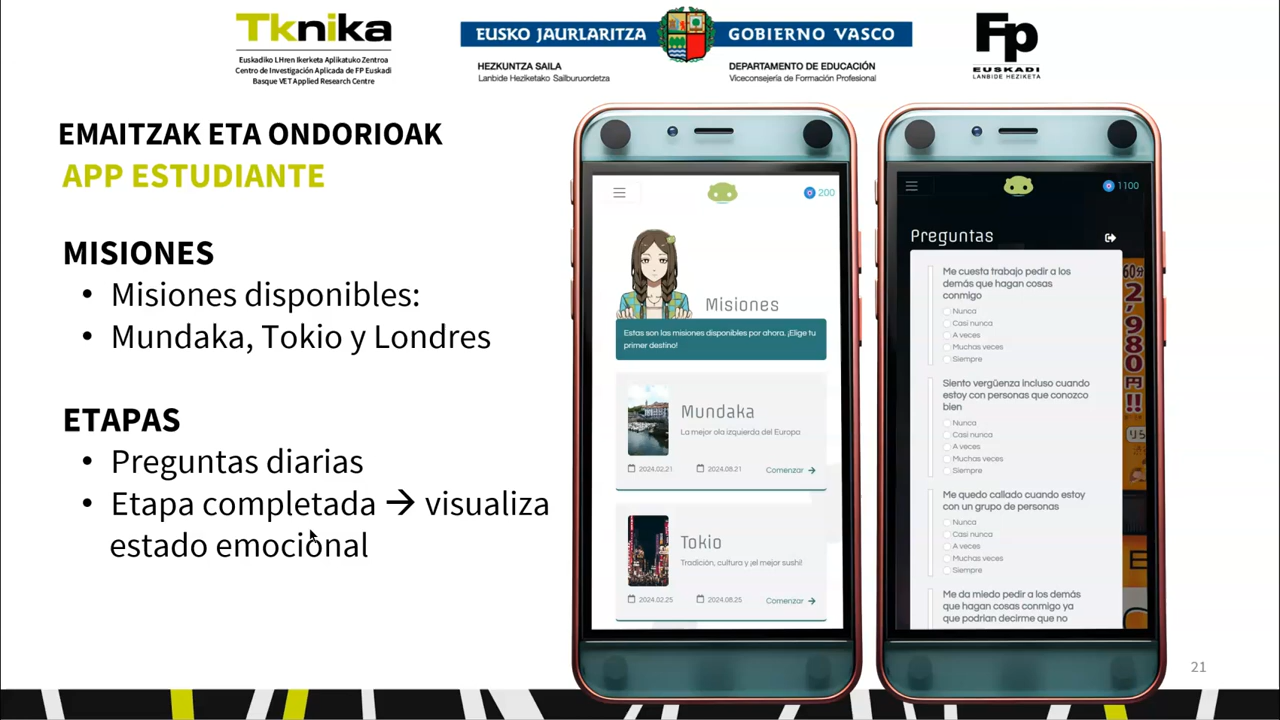 Tknika
Euskadiko LHren Ikerketa Aplikatuko Zentroa
Centro de Investigación Aplicada de FP Euskadi
Basque VET Applied Research Centre
EUSKO JAURLARITZA
GOBIERNO VASCO
HEZKUNTZA SAILA
Lanbide Heziketako Sailburuordetza
DEPARTAMENTO DE EDUCACIÓN
Viceconsejería de Formación Profesional
Fp
EUSKADI
LANBIDE HEZIKETA
EMAITZAK ETA ONDORIOAK
APP ESTUDIANTE
MISIONES
• Misiones disponibles:
• Mundaka, Tokio y Londres
ETAPAS
• Preguntas diarias
• Etapa completada → visualiza
estado emocional
200
Misiones
Estas son las misiones disponibles por ahora. ¡Elige tu
primer destino!
Mundaka
La mejor ola izquierda del Europa
2024.02.21 2024.08.21 Comenzar →
Tokio
Tradición, cultura y ¡el mejor sushi!
2024.02.25 2024.08.25 Comenzar →
1100
Preguntas
Me cuesta trabajo pedir a los
demás que hagan cosas
conmigo
Nunca
Casi nunca
A veces
Muchas veces
Siempre
Siento vergüenza incluso cuando
estoy con personas que conozco
bien
Nunca
Casi nunca
A veces
Muchas veces
Siempre
Me quedo callado cuando estoy
con un grupo de personas
Nunca
Casi nunca
A veces
Muchas veces
Siempre
Me da miedo pedir a los demás
que hagan cosas conmigo ya
que podrian decirme que no
60分
2,980
円
!!
21